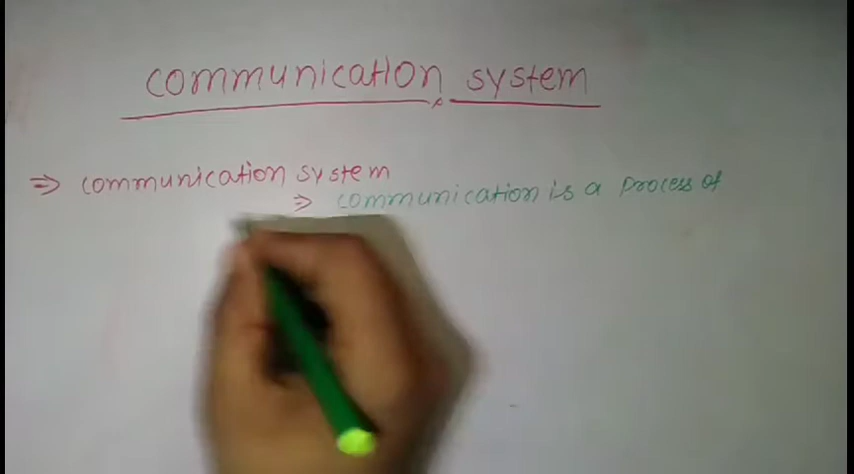 communication system
⇒ communication system
⇒ communication is a process of